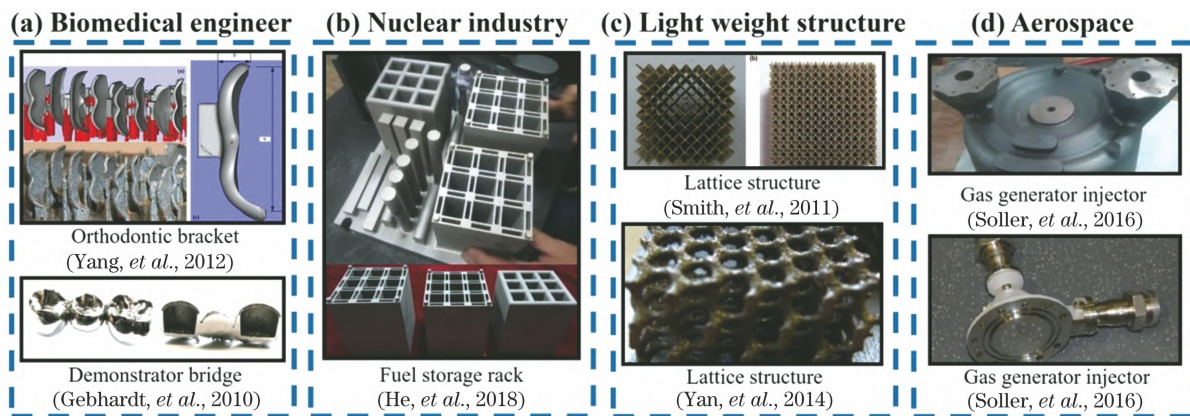 (a) Biomedical engineer
Orthodontic bracket
(Yang, et al., 2012)
Demonstrator bridge
(Gebhardt, et al., 2010)
(b) Nuclear industry
Fuel storage rack
(He, et al., 2018)
(c) Light weight structure
(b)
Lattice structure
(Smith, et al., 2011)
Lattice structure
(Yan, et al., 2014)
(d) Aerospace
Gas generator injector
(Soller, et al., 2016)
Gas generator injector
(Soller, et al., 2016)